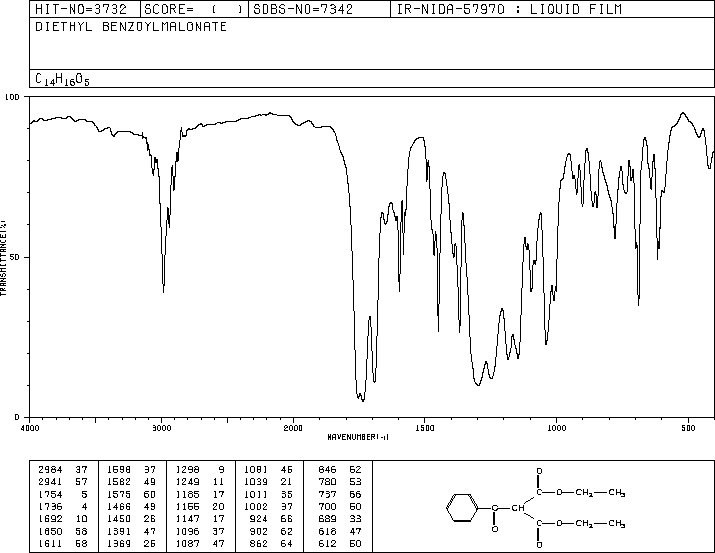 HIT-NO=3732 SCORE= ( ) SDBS-NO=7342 IR-NIDA-57970 : LIQUID FILM
DIETHYL BENZOYLMALONATE
C14H16O5
100
TRANSMITTANCE(%)
50
0
4000 3000 2000 1500 1000 500
WAVENUMBER(-1)
2984 37 1598 37 1298 9 1081 46 846 62
2941 57 1582 49 1249 11 1039 21 780 53
1754 5 1575 60 1185 17 1011 35 737 66
1736 4 1466 49 1155 20 1002 37 700 50
1692 10 1450 26 1147 17 924 66 689 33
1650 58 1391 47 1096 37 902 62 618 47
1611 58 1369 26 1087 47 862 64 612 60
O
C—O—CH2—CH3
C—CH
O
C—O—CH2—CH3
O